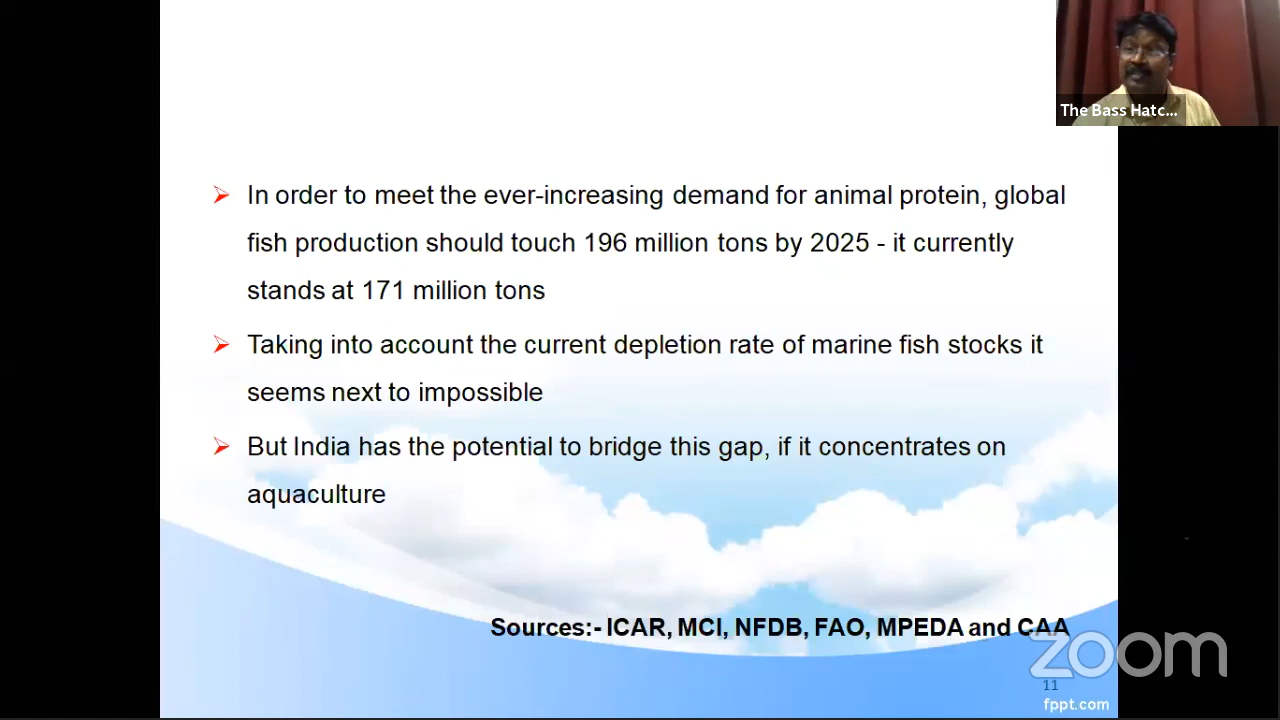 The Bass Hatc...
In order to meet the ever-increasing demand for animal protein, global
fish production should touch 196 million tons by 2025 - it currently
stands at 171 million tons
Taking into account the current depletion rate of marine fish stocks it
seems next to impossible
But India has the potential to bridge this gap, if it concentrates on
aquaculture
Sources:- ICAR, MCI, NFDB, FAO, MPEDA and CAA
zoom
11
fppt.com